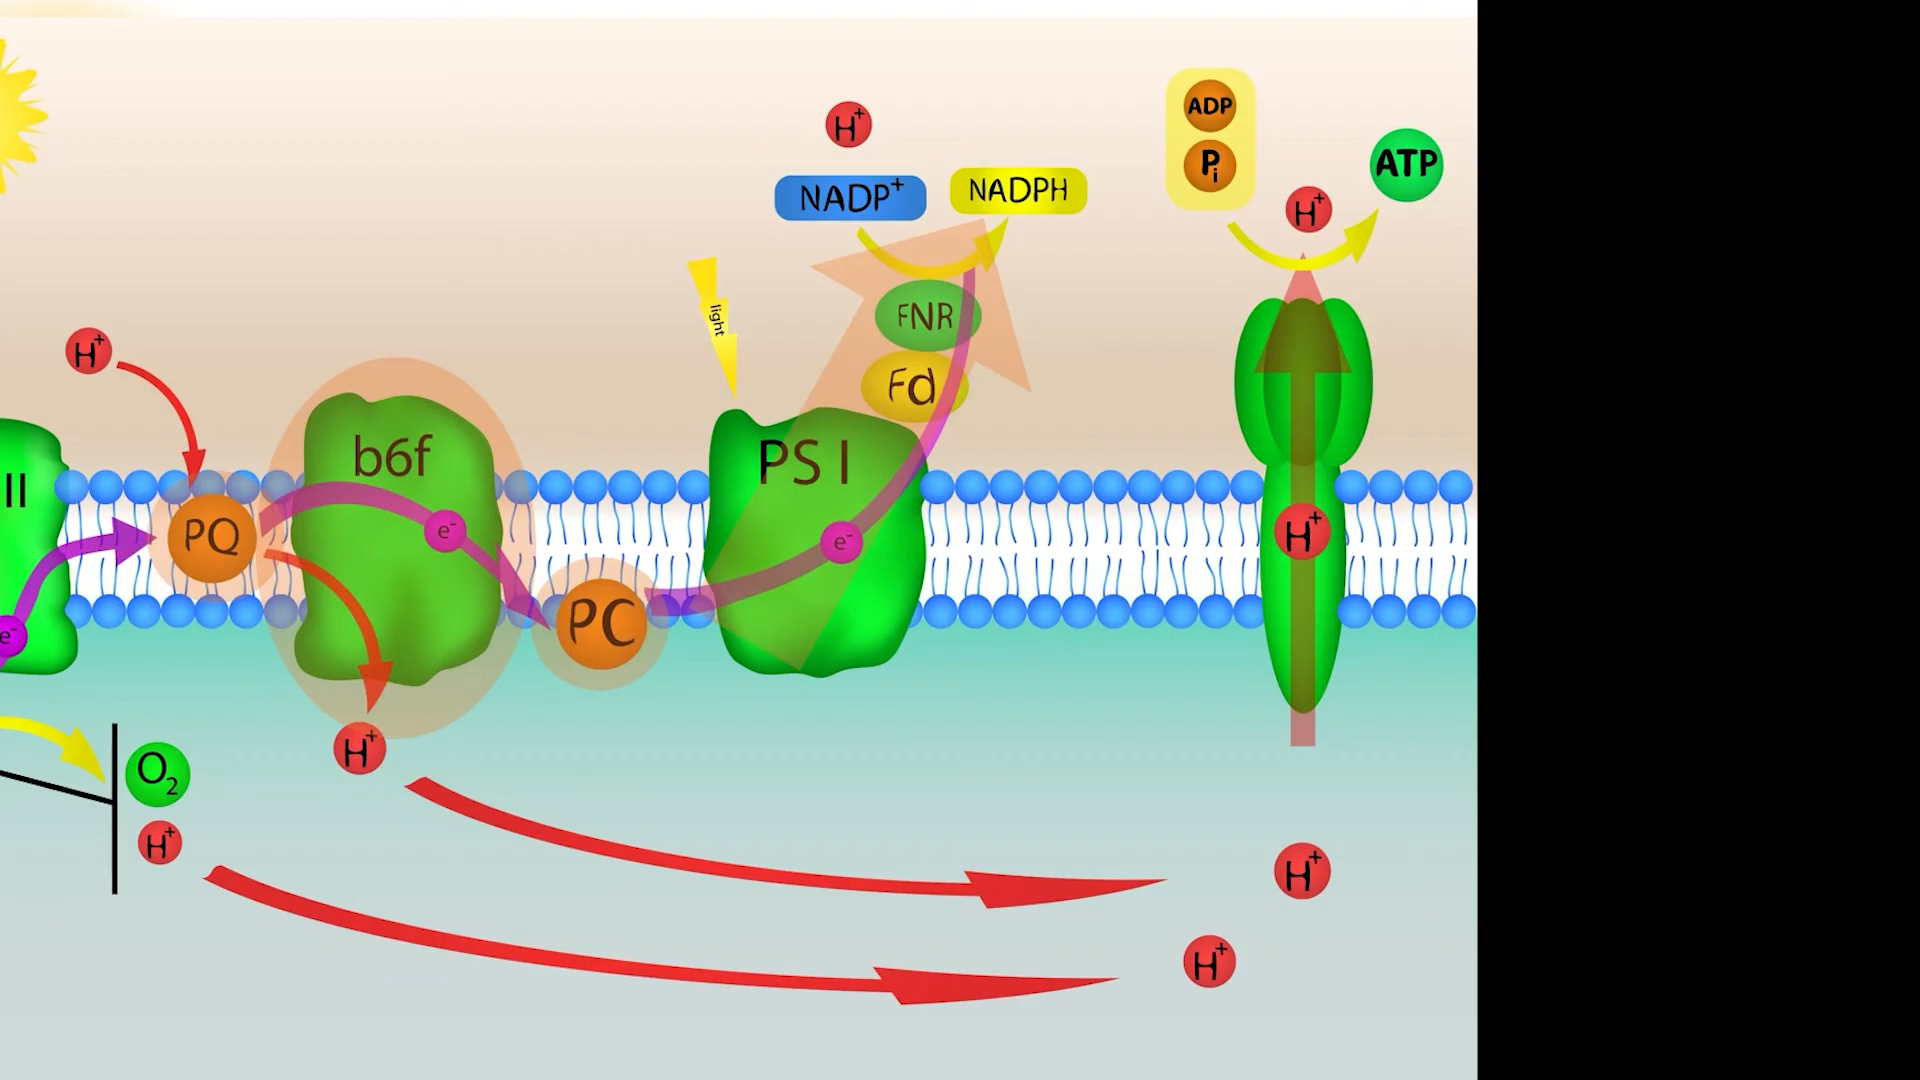 H⁺
ADP
Pᵢ
ATP
NADP⁺
NADPH
H⁺
light
FNR
Fd
H⁺
b6f
PS I
II
PQ
e⁻
e⁻
H⁺
PC
e⁻
H⁺
O₂
H⁺
H⁺
H⁺